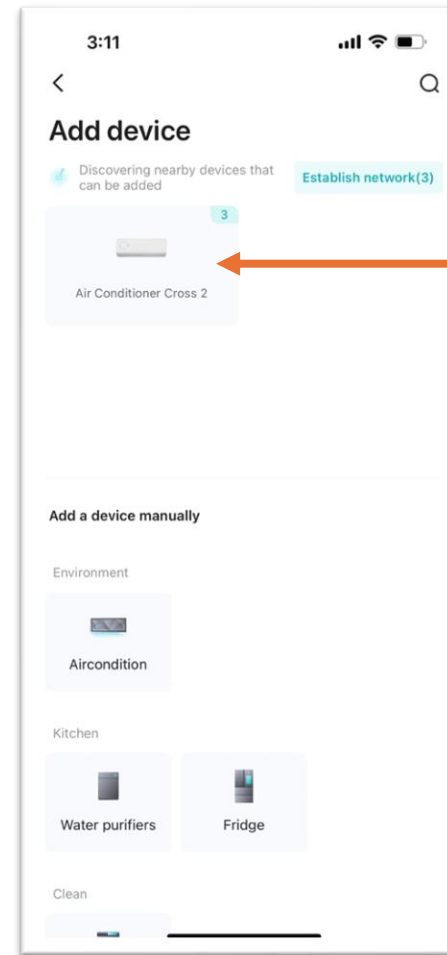 3:11
Add device
Discovering nearby devices that
can be added
Establish network(3)
3
Air Conditioner Cross 2
Add a device manually
Environment
Aircondition
Kitchen
Water purifiers
Fridge
Clean